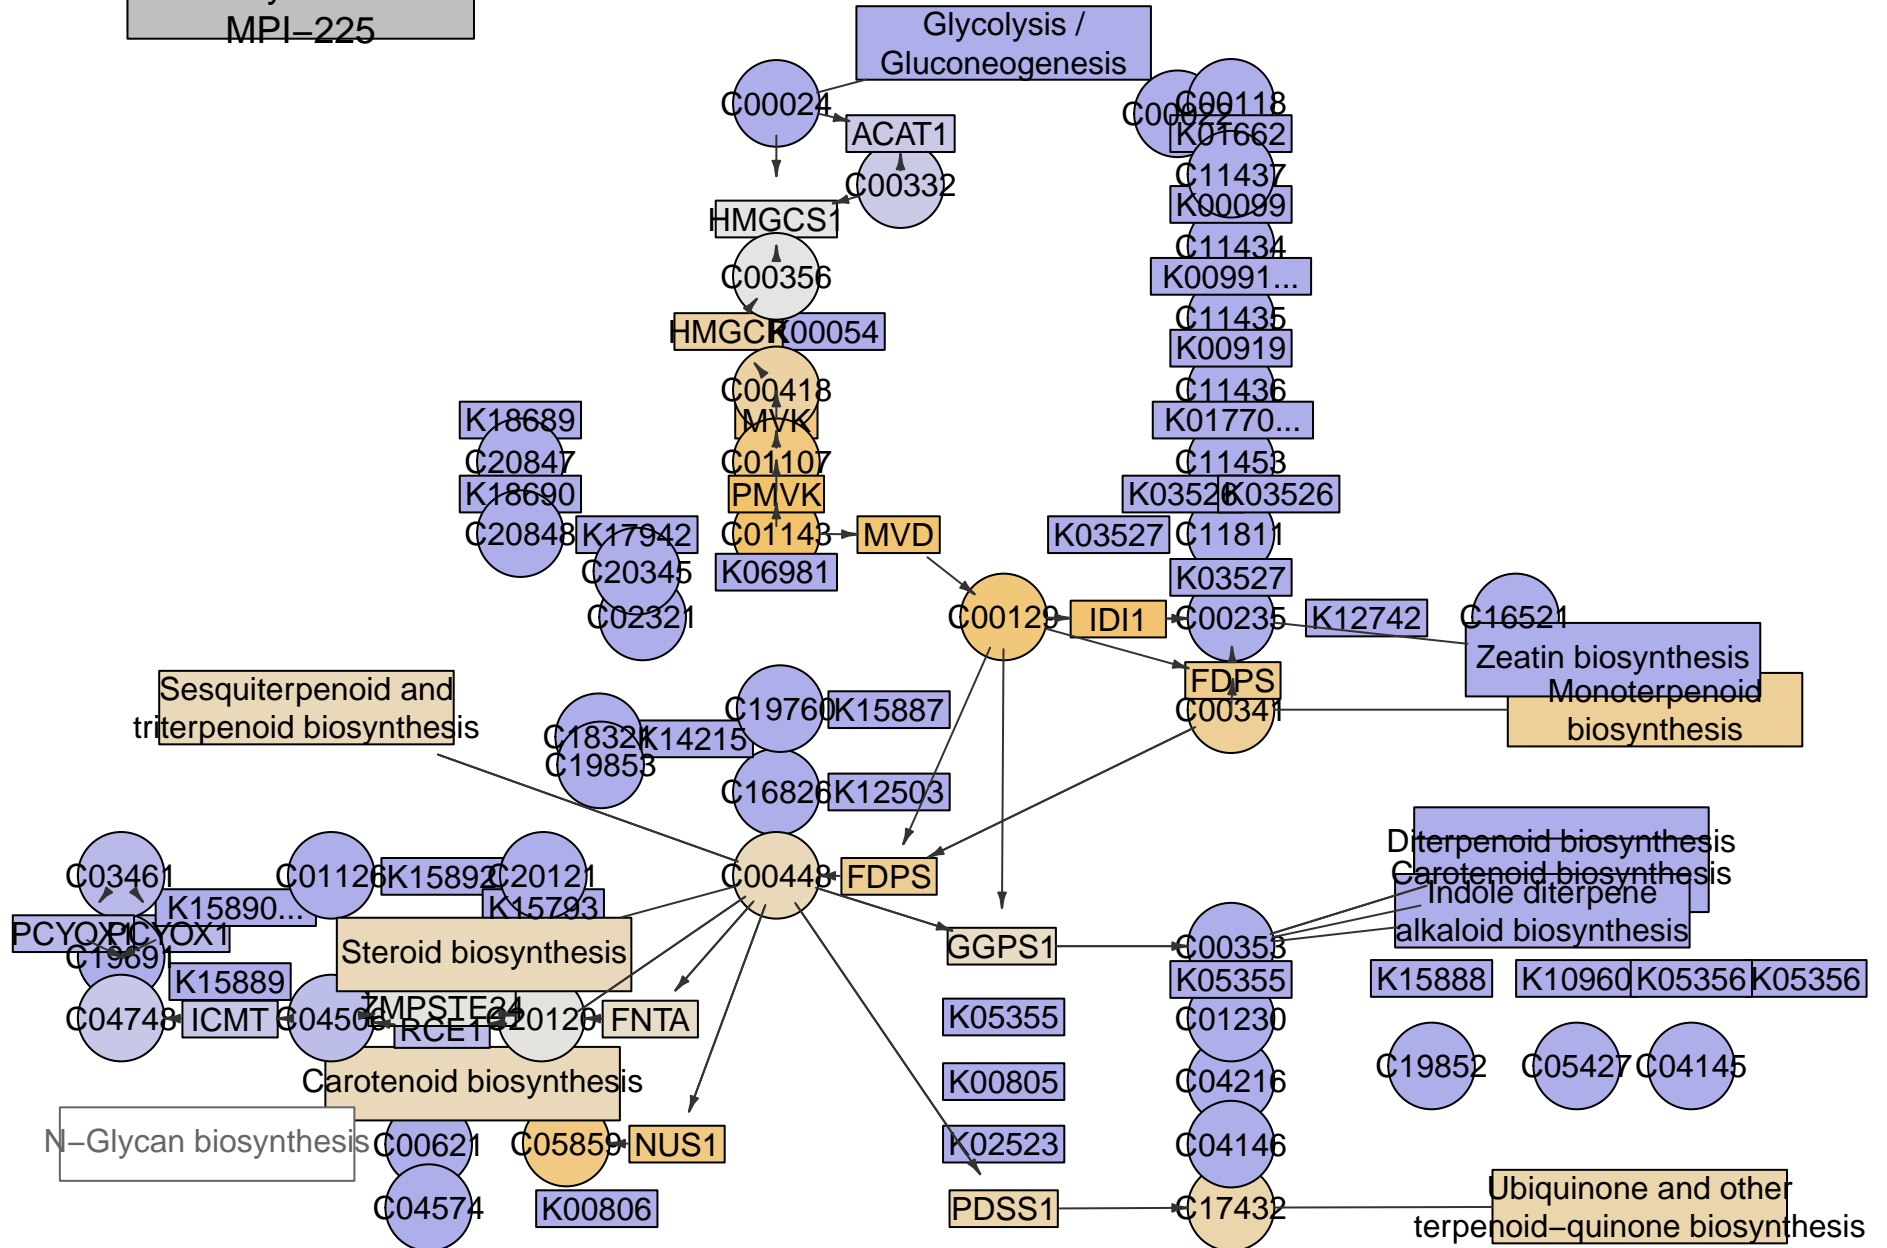 MPI−225
Glycolysis /
Gluconeogenesis
C00024
C00118
C00022
ACAT1
K01662
C11437
C00332
K00099
HMGCS1
C11434
C00356
K00991...
C11435
HMGCR
K00054
K00919
C00418
C11436
K18689
MVK
K01770...
C20847
C01107
C11453
K18690
PMVK
K03526
K03526
C20848
K17942
C01143
MVD
K03527
C11811
C20345
K06981
K03527
C02321
C00129
IDI1
C00235
K12742
C16521
Zeatin biosynthesis
FDPS
Sesquiterpenoid and
triterpenoid biosynthesis
Monoterpenoid
biosynthesis
C19760
K15887
C00341
C18321
K14215
C19853
C16826
K12503
Diterpenoid biosynthesis
Carotenoid biosynthesis
C03461
C01126
K15892
C20121
C00448
FDPS
Indole diterpene
alkaloid biosynthesis
K15890...
K15793
PCYOX1
PCYOX1
Steroid biosynthesis
GGPS1
C00353
C19691
K15889
K05355
K15888
K10960
K05356
K05356
C04748
ICMT
C04506
ZMPSTE24
RCE1
C20120
FNTA
K05355
C01230
Carotenoid biosynthesis
K00805
C04216
C19852
C05427
C04145
N−Glycan biosynthesis
C00621
C05859
NUS1
K02523
C04146
C04574
K00806
PDSS1
C17432
Ubiquinone and other
terpenoid−quinone biosynthesis